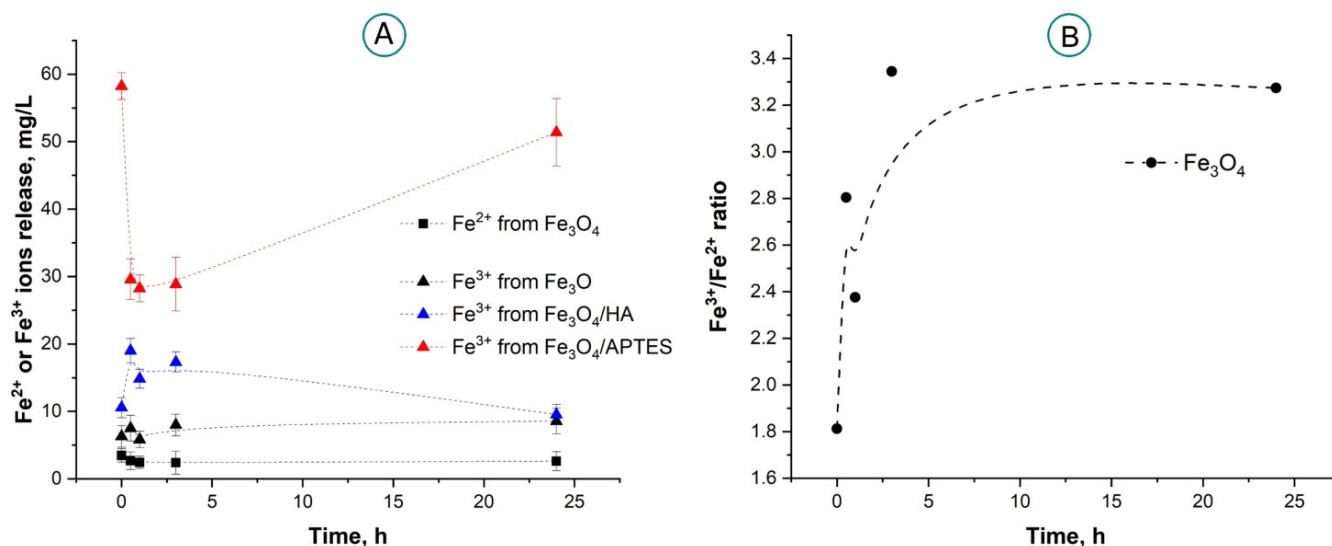 A
Fe²⁺ or Fe³⁺ ions release, mg/L
60
50
40
30
20
10
0
Fe²⁺ from Fe₃O₄
Fe³⁺ from Fe₃O
Fe³⁺ from Fe₃O₄/HA
Fe³⁺ from Fe₃O₄/APTES
0 5 10 15 20 25
Time, h
B
Fe³⁺/Fe²⁺ ratio
3.4
3.2
3.0
2.8
2.6
2.4
2.2
2.0
1.8
1.6
Fe₃O₄
0 5 10 15 20 25
Time, h